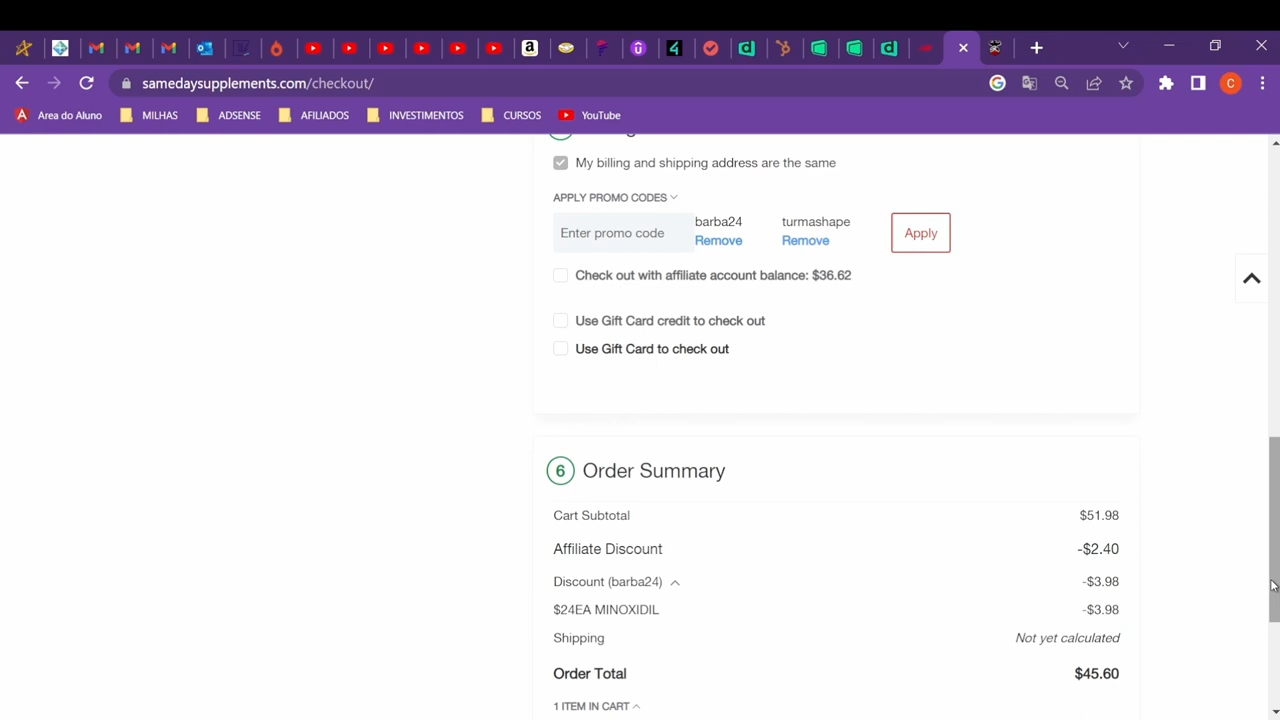 samedaysupplements.com/checkout/
Area do Aluno MILHAS ADSENSE AFILIADOS INVESTIMENTOS CURSOS YouTube
My billing and shipping address are the same
APPLY PROMO CODES
Enter promo code barba24 turmashape Apply
Remove Remove
Check out with affiliate account balance: $36.62
Use Gift Card credit to check out
Use Gift Card to check out
6 Order Summary
Cart Subtotal $51.98
Affiliate Discount -$2.40
Discount (barba24) -$3.98
$24EA MINOXIDIL -$3.98
Shipping Not yet calculated
Order Total $45.60
1 ITEM IN CART